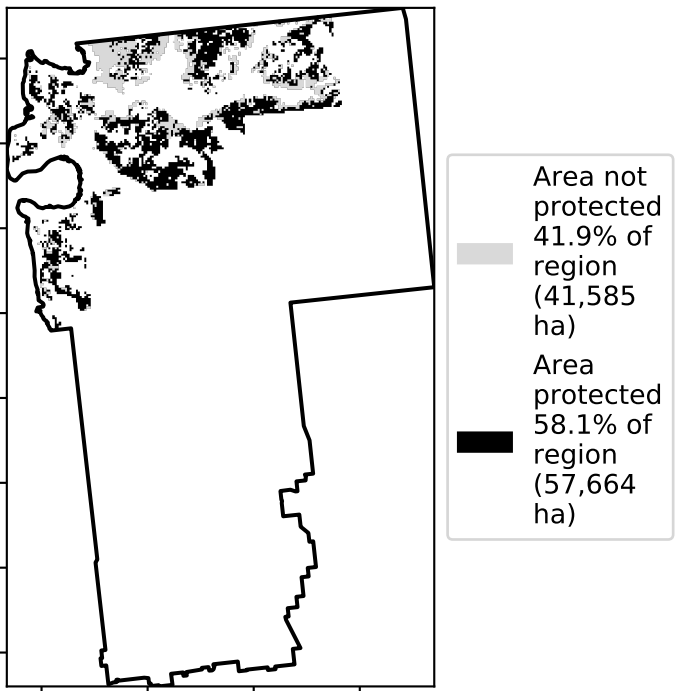 Area not
protected
41.9% of
region
(41,585
ha)
Area
protected
58.1% of
region
(57,664
ha)